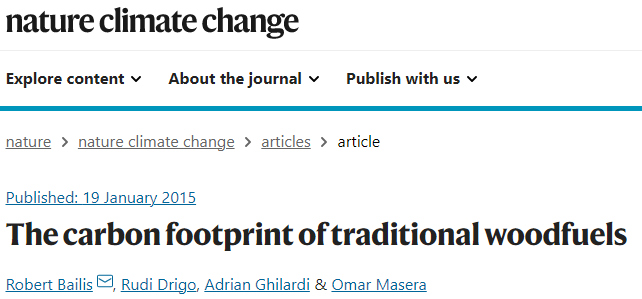 nature climate change
Explore content About the journal Publish with us
nature > nature climate change > articles > article
Published: 19 January 2015
The carbon footprint of traditional woodfuels
Robert Bailis, Rudi Drigo, Adrian Ghilardi & Omar Masera